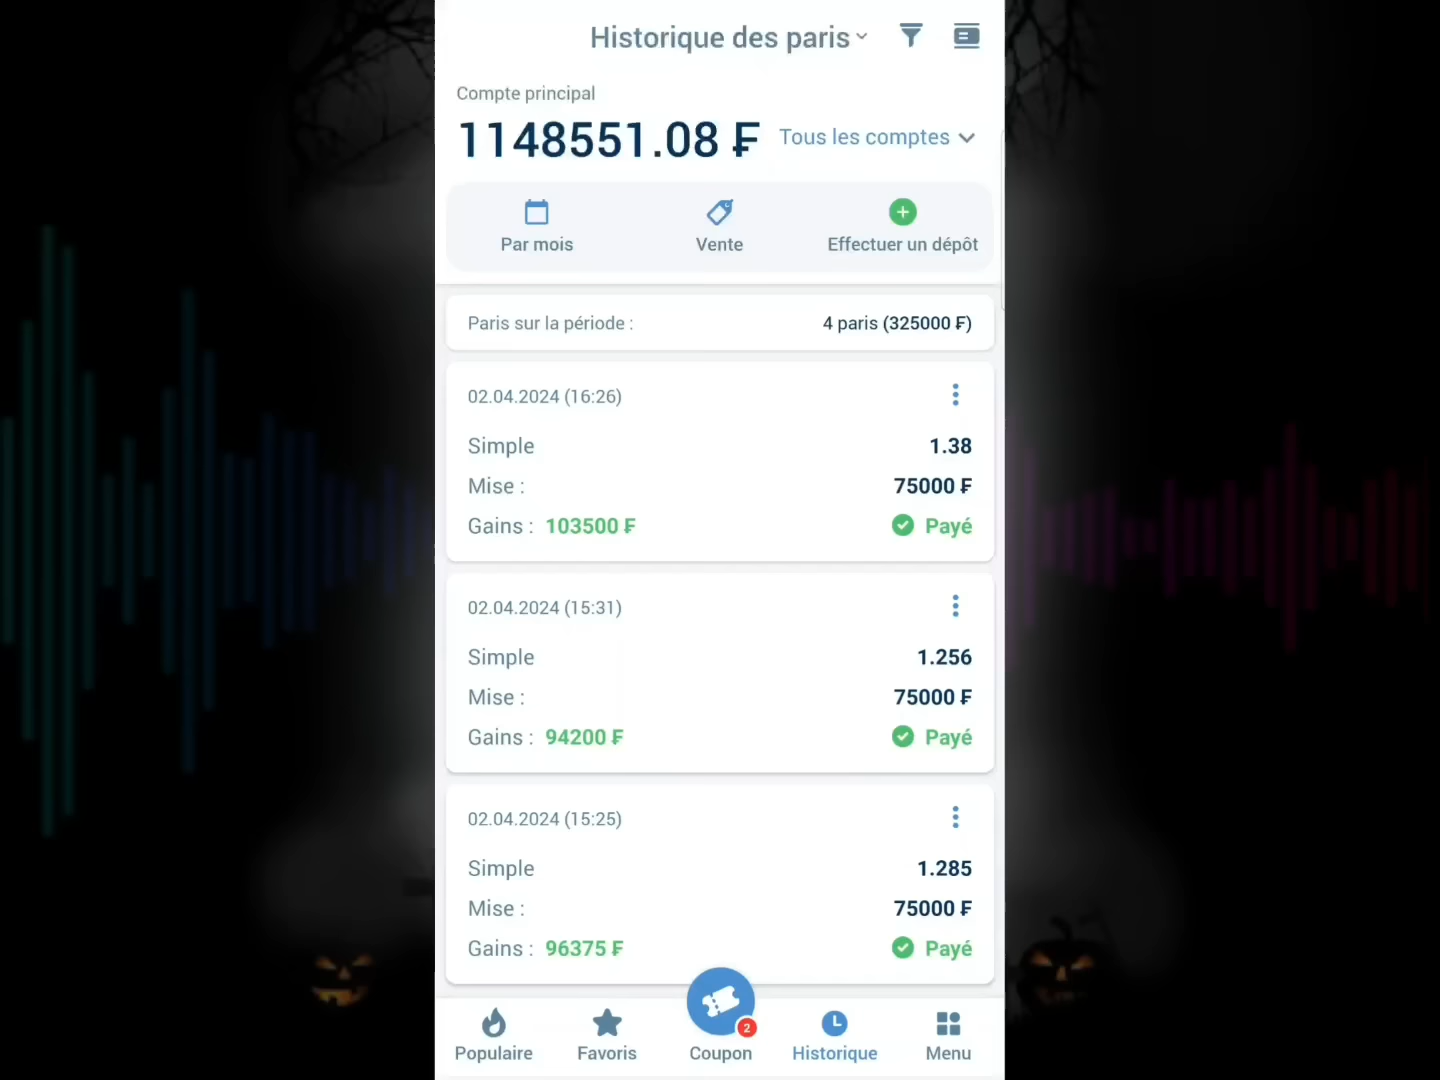 Historique des paris
Compte principal
1148551.08 ₣ Tous les comptes
Par mois Vente Effectuer un dépôt
Paris sur la période : 4 paris (325000 ₣)
02.04.2024 (16:26)
Simple 1.38
Mise : 75000 ₣
Gains : 103500 ₣ Payé
02.04.2024 (15:31)
Simple 1.256
Mise : 75000 ₣
Gains : 94200 ₣ Payé
02.04.2024 (15:25)
Simple 1.285
Mise : 75000 ₣
Gains : 96375 ₣ Payé
2
Populaire Favoris Coupon Historique Menu